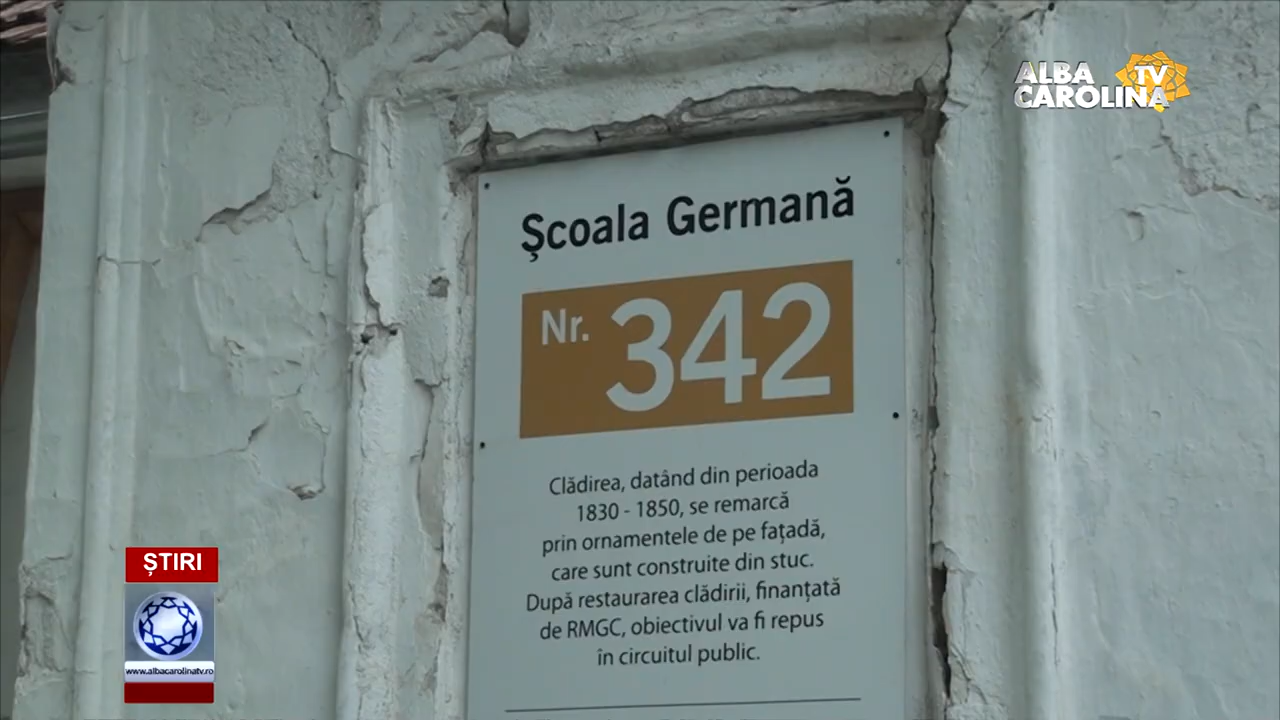 ALBA
CAROLINA
TV
Şcoala Germană
Nr. 342
Clădirea, datând din perioada
1830 - 1850, se remarcă
prin ornamentele de pe fațadă,
care sunt construite din stuc.
După restaurarea clădirii, finanțată
de RMGC, obiectivul va fi repus
în circuitul public.
ȘTIRI
www.albacarolinatv.ro